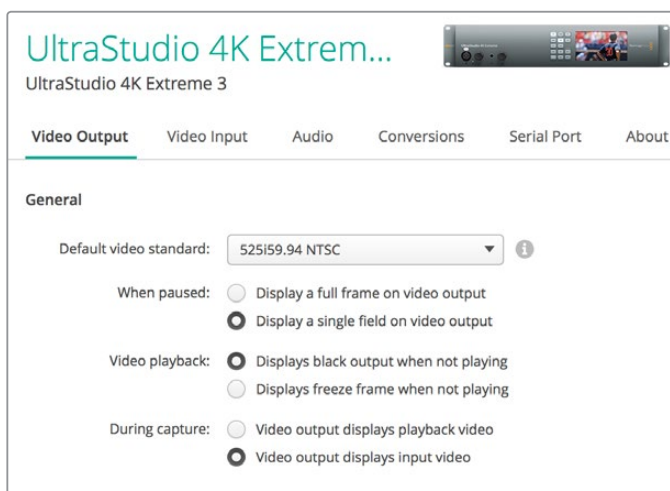 UltraStudio 4K Extrem...
UltraStudio 4K Extreme 3
Video Output Video Input Audio Conversions Serial Port About
General
Default video standard: 525i59.94 NTSC
When paused: Display a full frame on video output
Display a single field on video output
Video playback: Displays black output when not playing
Displays freeze frame when not playing
During capture: Video output displays playback video
Video output displays input video